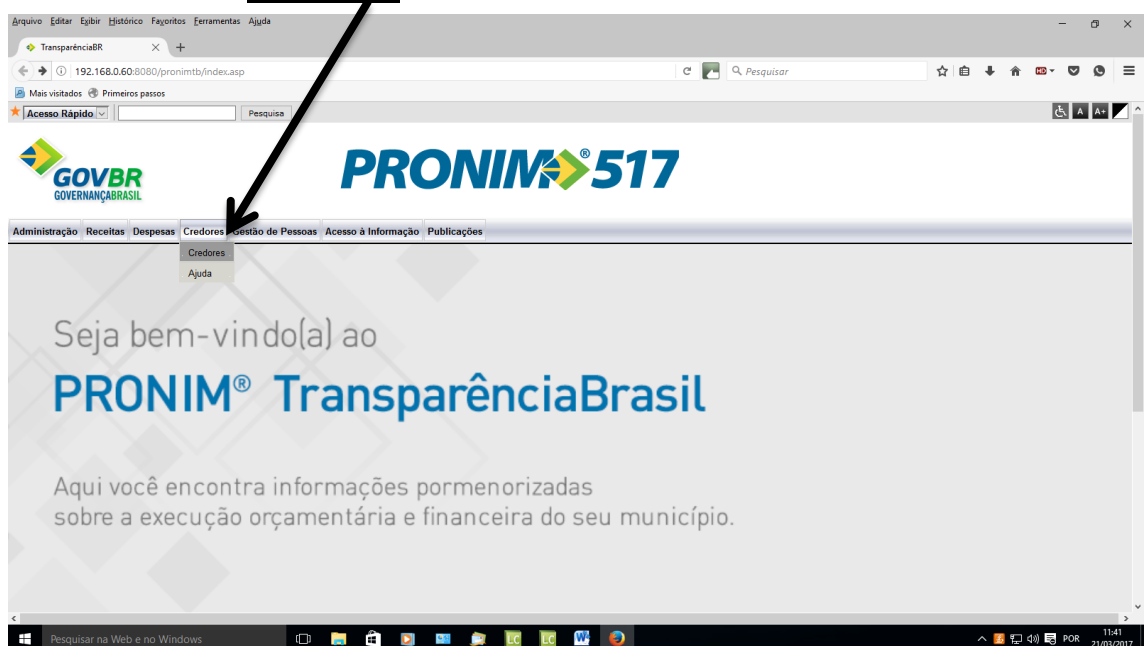 Arquivo Editar Exibir Histórico Favoritos Ferramentas Ajuda
TransparênciaBR
192.168.0.60:8080/pronimtb/index.asp
Pesquisar
HD
Mais visitados Primeiros passos
Acesso Rápido Pesquisa A A+
GOVBR
GOVERNANÇABRASIL
PRONIM®517
Administração Receitas Despesas Credores Gestão de Pessoas Acesso à Informação Publicações
Credores
Ajuda
Seja bem-vindo(a) ao
PRONIM® TransparênciaBrasil
Aqui você encontra informações pormenorizadas
sobre a execução orçamentária e financeira do seu município.
Pesquisar na Web e no Windows LC LC W POR 11:41
21/03/2017